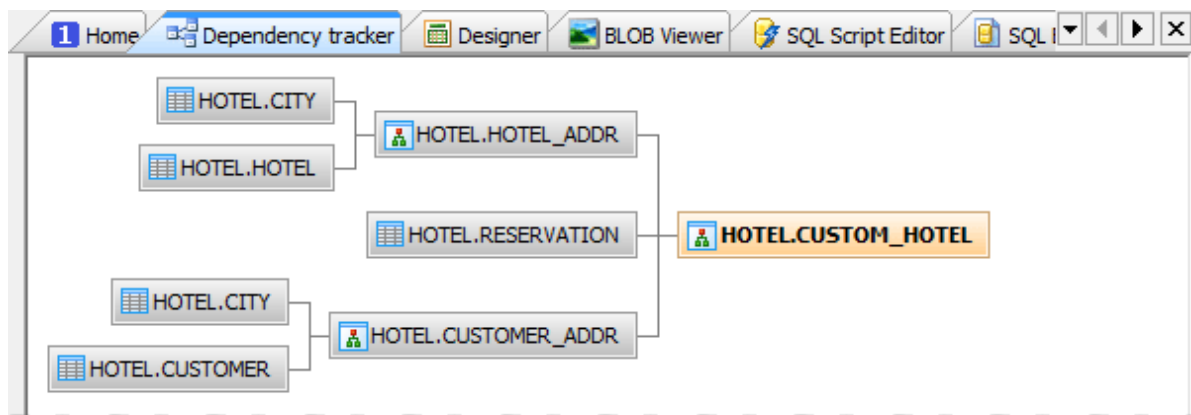 1 Home Dependency tracker Designer BLOB Viewer SQL Script Editor SQL
HOTEL.CITY
HOTEL.HOTEL_ADDR
HOTEL.HOTEL
HOTEL.RESERVATION
HOTEL.CUSTOM_HOTEL
HOTEL.CITY
HOTEL.CUSTOMER_ADDR
HOTEL.CUSTOMER